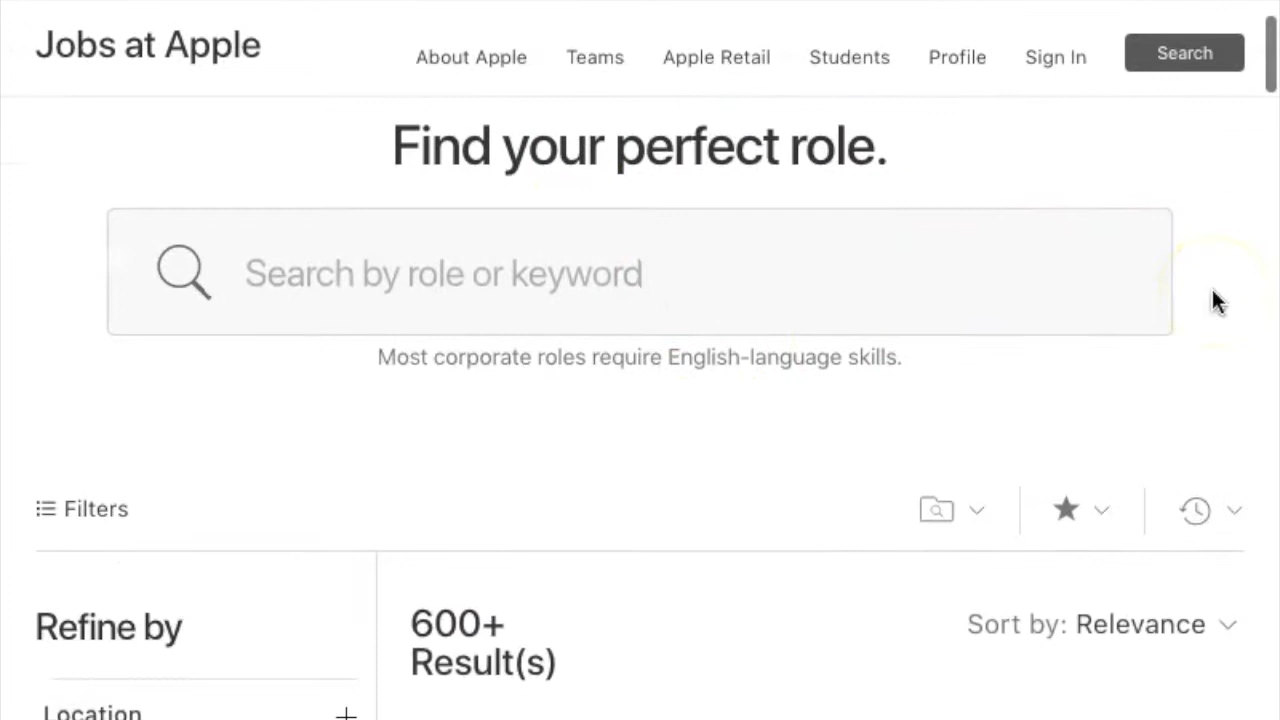 Jobs at Apple
About Apple Teams Apple Retail Students Profile Sign In Search
Find your perfect role.
Search by role or keyword
Most corporate roles require English-language skills.
Filters
Refine by
600+
Result(s)
Sort by: Relevance
Location